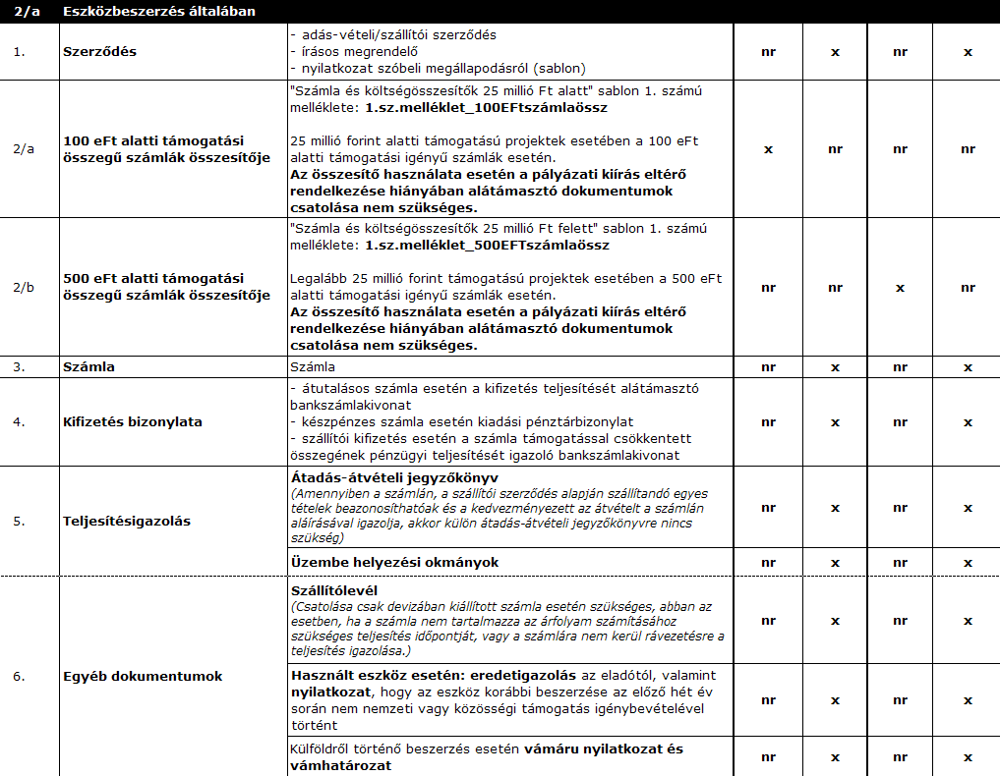 2/a Eszközbeszerzés általában
1. Szerződés
- adás-vételi/szállítói szerződés
- írásos megrendelő
- nyilatkozat szóbeli megállapodásról (sablon)
nr x nr x
2/a
100 eFt alatti támogatási
összegű számlák összesítője
"Számla és költségösszesítők 25 millió Ft alatt" sablon 1. számú
melléklete: 1.sz.melléklet_100EFtszámlaössz
25 millió forint alatti támogatású projektek esetében a 100 eFt
alatti támogatási igényű számlák esetén.
Az összesítő használata esetén a pályázati kiírás eltérő
rendelkezése hiányában alátámasztó dokumentumok
csatolása nem szükséges.
x nr nr nr
2/b
500 eFt alatti támogatási
összegű számlák összesítője
"Számla és költségösszesítők 25 millió Ft felett" sablon 1. számú
melléklete: 1.sz.melléklet_500EFTszámlaössz
Legalább 25 millió forint támogatású projektek esetében a 500 eFt
alatti támogatási igényű számlák esetén.
Az összesítő használata esetén a pályázati kiírás eltérő
rendelkezése hiányában alátámasztó dokumentumok
csatolása nem szükséges.
nr nr x nr
3. Számla Számla nr x nr x
4. Kifizetés bizonylata
- átutalásos számla esetén a kifizetés teljesítését alátámasztó
bankszámlakivonat
- készpénzes számla esetén kiadási pénztárbizonylat
- szállítói kifizetés esetén a számla támogatással csökkentett
összegének pénzügyi teljesítését igazoló bankszámlakivonat
nr x nr x
5. Teljesítésigazolás
Átadás-átvételi jegyzőkönyv
(Amennyiben a számlán, a szállítói szerződés alapján szállítandó egyes
tételek beazonosíthatóak és a kedvezményezett az átvételt a számlán
aláírásával igazolja, akkor külön átadás-átvételi jegyzőkönyvre nincs
szükség)
nr x nr x
Üzembe helyezési okmányok nr x nr x
6. Egyéb dokumentumok
Szállítólevél
(Csatolása csak devizában kiállított számla esetén szükséges, abban az
esetben, ha a számla nem tartalmazza az árfolyam számításához
szükséges teljesítés időpontját, vagy a számlára nem kerül rávezetésre a
teljesítés igazolása.)
nr x nr x
Használt eszköz esetén: eredetigazolás az eladótól, valamint
nyilatkozat, hogy az eszköz korábbi beszerzése az előző hét év
során nem nemzeti vagy közösségi támogatás igénybevételével
történt
nr x nr x
Külföldről történő beszerzés esetén vámáru nyilatkozat és
vámhatározat
nr x nr x